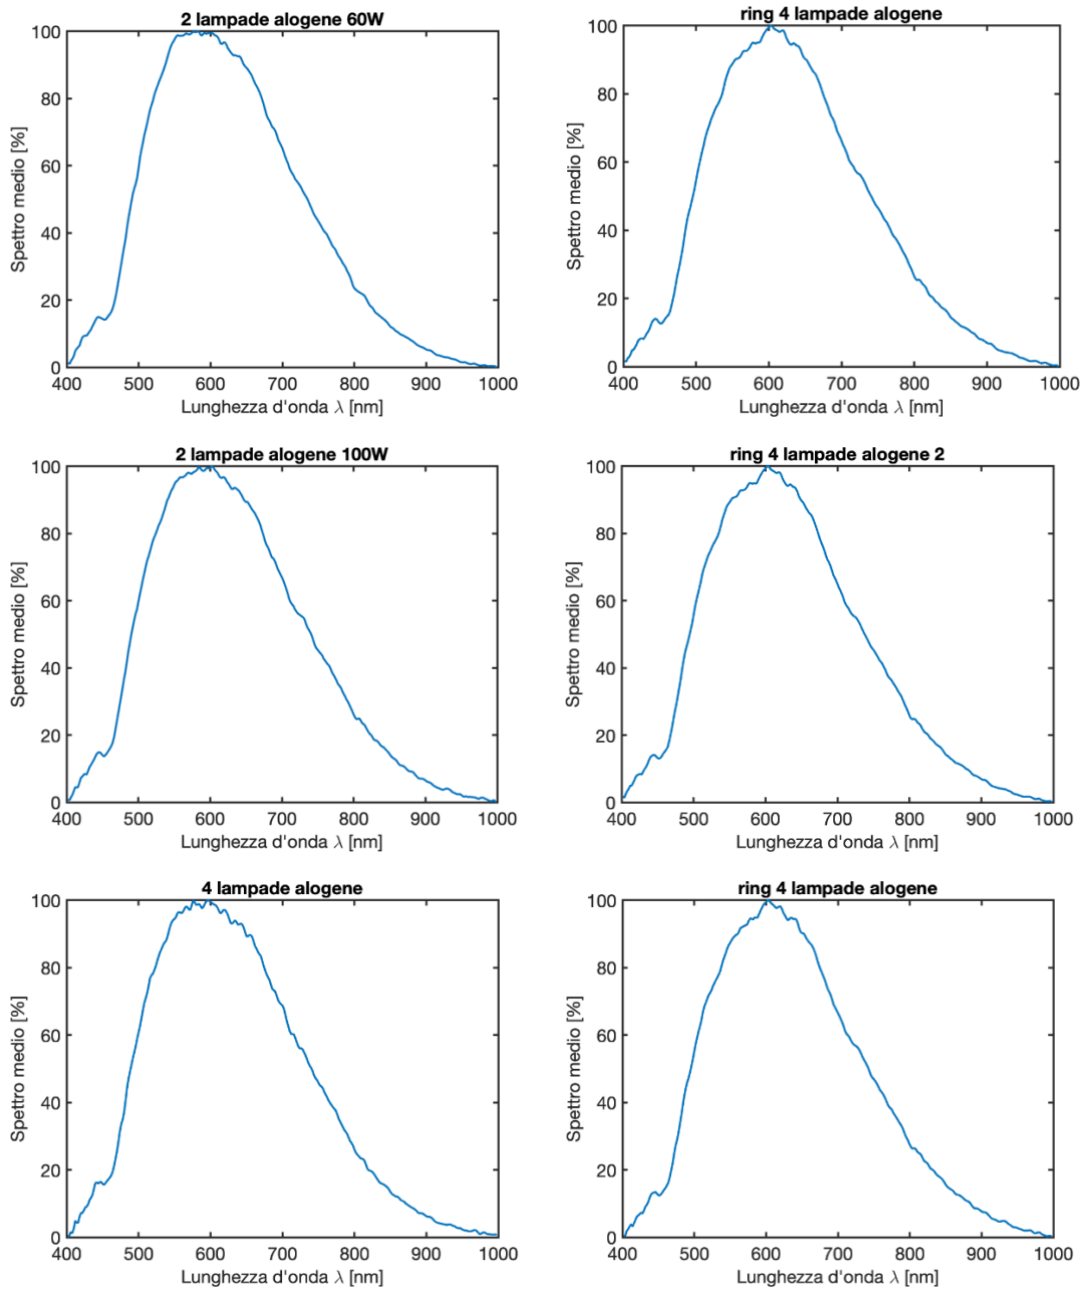 2 lampade alogene 60W
100
80
60
40
20
0
Spettro medio [%]
400 500 600 700 800 900 1000
Lunghezza d'onda λ [nm]
ring 4 lampade alogene
100
80
60
40
20
0
Spettro medio [%]
400 500 600 700 800 900 1000
Lunghezza d'onda λ [nm]
2 lampade alogene 100W
100
80
60
40
20
0
Spettro medio [%]
400 500 600 700 800 900 1000
Lunghezza d'onda λ [nm]
ring 4 lampade alogene 2
100
80
60
40
20
0
Spettro medio [%]
400 500 600 700 800 900 1000
Lunghezza d'onda λ [nm]
4 lampade alogene
100
80
60
40
20
0
Spettro medio [%]
400 500 600 700 800 900 1000
Lunghezza d'onda λ [nm]
ring 4 lampade alogene
100
80
60
40
20
0
Spettro medio [%]
400 500 600 700 800 900 1000
Lunghezza d'onda λ [nm]